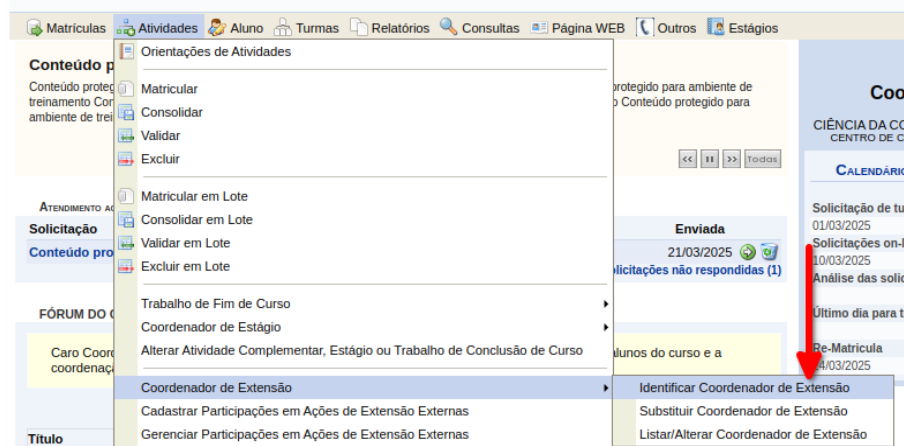 Matrículas Atividades Aluno Turmas Relatórios Consultas Página WEB Outros Estágios
Orientações de Atividades
Matricular
Consolidar
Validar
Excluir
Matricular em Lote
Consolidar em Lote
Validar em Lote
Excluir em Lote
Trabalho de Fim de Curso
Coordenador de Estágio
Alterar Atividade Complementar, Estágio ou Trabalho de Conclusão de Curso
Coordenador de Extensão
Cadastrar Participações em Ações de Extensão Externas
Gerenciar Participações em Ações de Extensão Externas
Identificar Coordenador de Extensão
Substituir Coordenador de Extensão
Listar/Alterar Coordenador de Extensão
Conteúdo p
Conteúdo proteg
treinamento Con
ambiente de trei
protegido para ambiente de
o Conteúdo protegido para
<< II >> Todas
Atendimento a
Solicitação Enviada
Conteúdo pro 21/03/2025
licitações não respondidas (1)
FÓRUM DO
Caro Coord
coordenaç
alunos do curso e a
Título
Coo
CIÊNCIA DA CO
CENTRO DE C
Calendário
Solicitação de tu
01/03/2025
Solicitações on-l
10/03/2025
Análise das solic
Último dia para t
Re-Matricula
4/03/2025